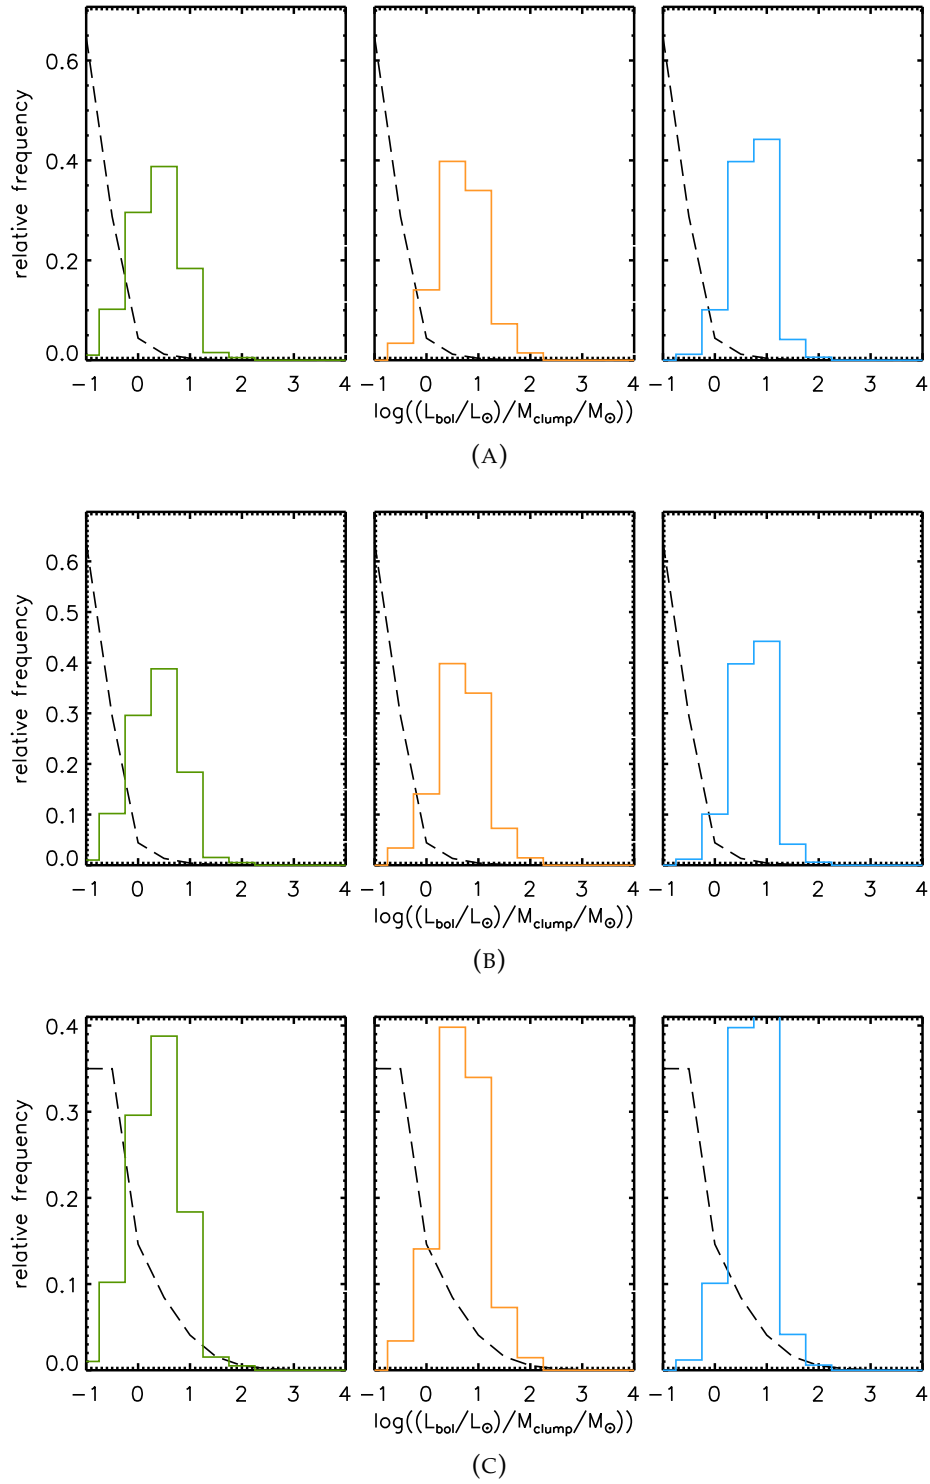 relative frequency
0.6
0.4
0.2
0.0
−1 0 1 2 3 4 −1 0 1 2 3 4 −1 0 1 2 3 4
log((L_bol/L_⊙)/M_clump/M_⊙))
(A)
relative frequency
0.6
0.5
0.4
0.3
0.2
0.1
0.0
−1 0 1 2 3 4 −1 0 1 2 3 4 −1 0 1 2 3 4
log((L_bol/L_⊙)/M_clump/M_⊙))
(B)
relative frequency
0.4
0.3
0.2
0.1
0.0
−1 0 1 2 3 4 −1 0 1 2 3 4 −1 0 1 2 3 4
log((L_bol/L_⊙)/M_clump/M_⊙))
(C)